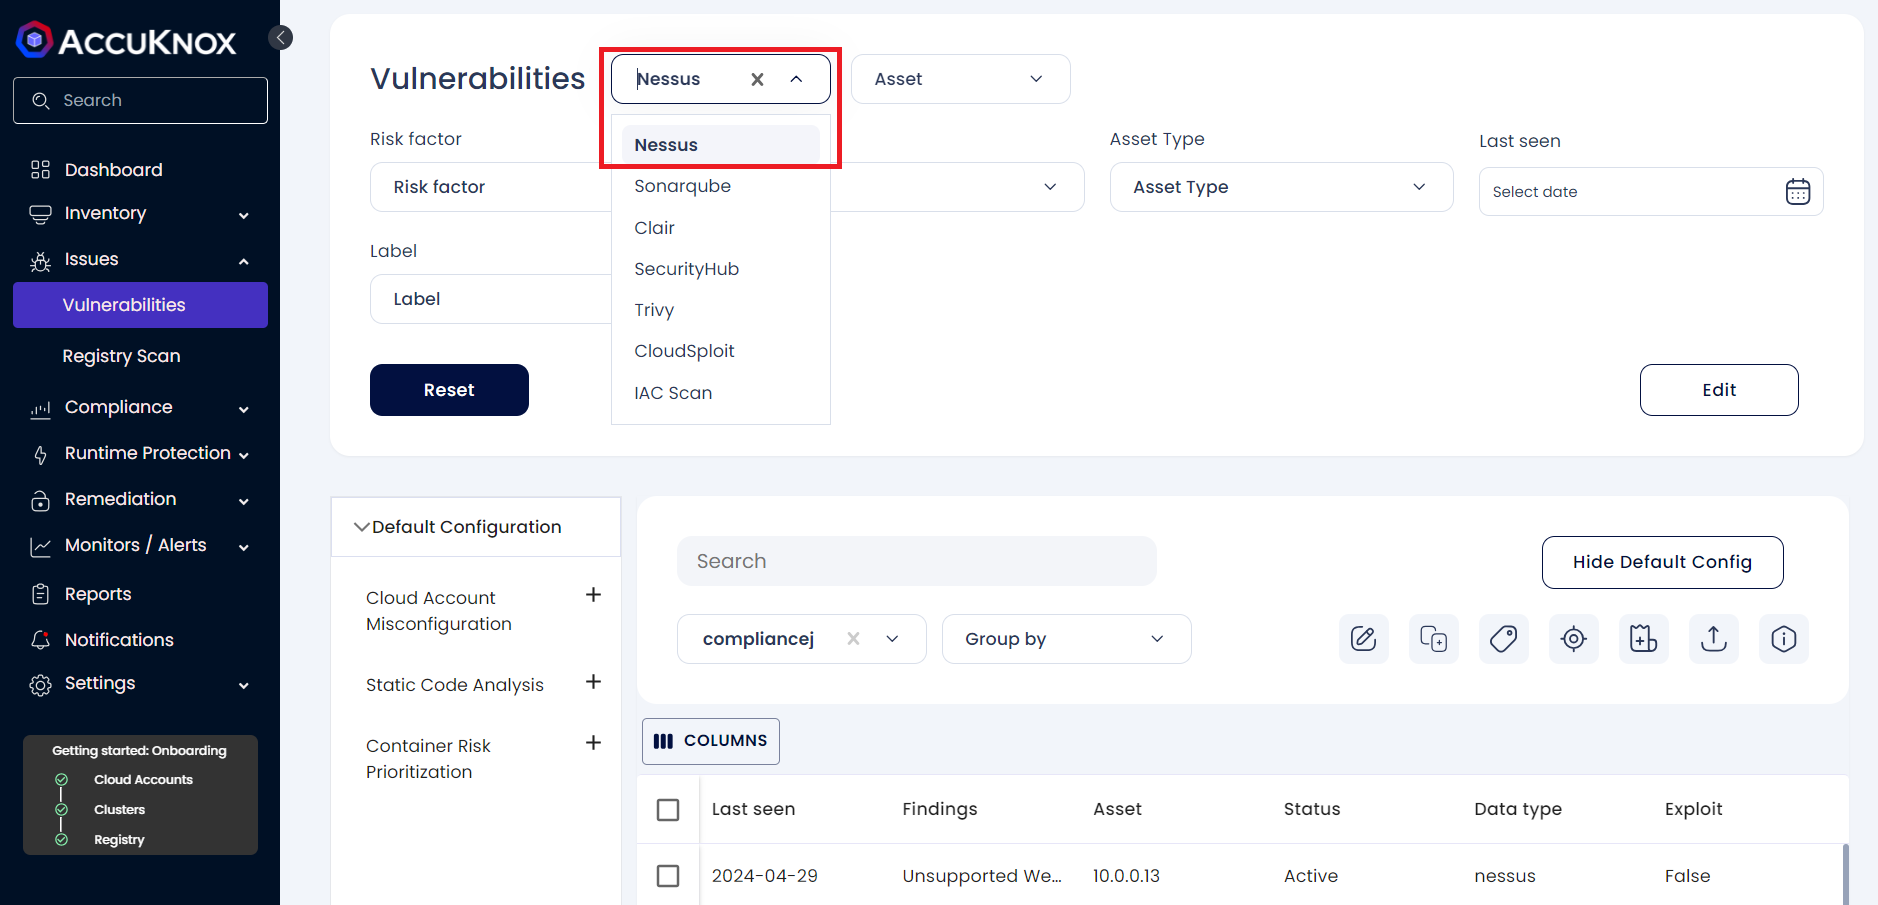 ACCUKNOX
Search
Dashboard
Inventory
Issues
Vulnerabilities
Registry Scan
Compliance
Runtime Protection
Remediation
Monitors / Alerts
Reports
Notifications
Settings
Getting started: Onboarding
Cloud Accounts
Clusters
Registry
Vulnerabilities
Nessus
Asset
Nessus
Sonarqube
Clair
SecurityHub
Trivy
CloudSploit
IAC Scan
Risk factor
Risk factor
Asset Type
Asset Type
Last seen
Select date
Label
Label
Reset
Edit
Default Configuration
Cloud Account
Misconfiguration
Static Code Analysis
Container Risk
Prioritization
Search
Hide Default Config
compliancej
Group by
COLUMNS
Last seen Findings Asset Status Data type Exploit
2024-04-29 Unsupported We... 10.0.0.13 Active nessus False